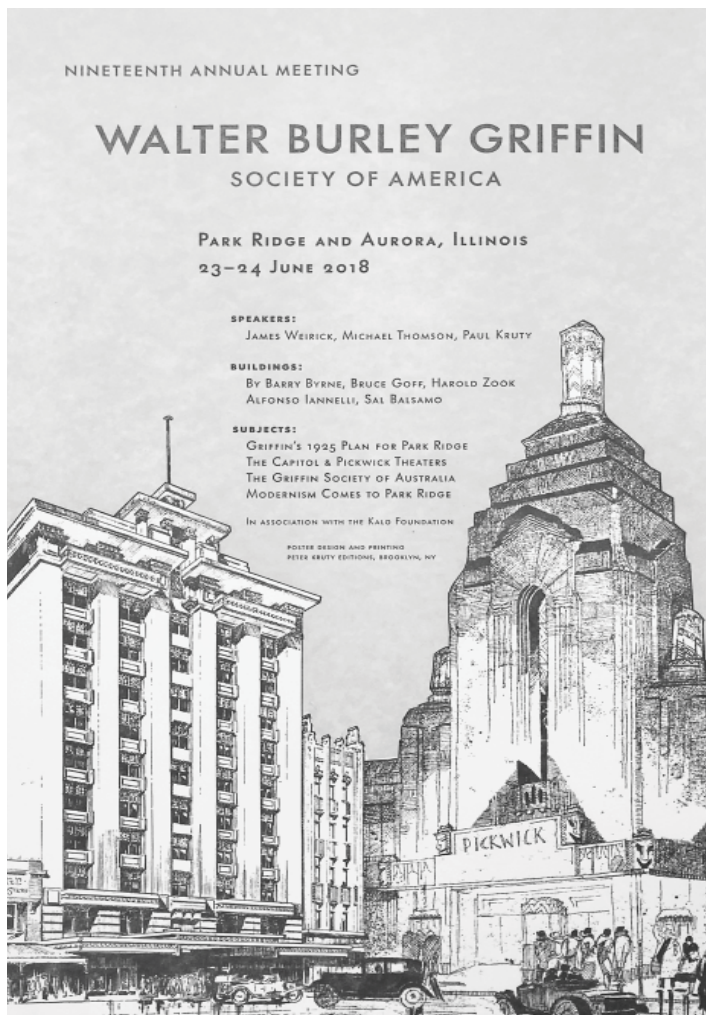 NINETEENTH ANNUAL MEETING
WALTER BURLEY GRIFFIN
SOCIETY OF AMERICA
PARK RIDGE AND AURORA, ILLINOIS
23–24 JUNE 2018
SPEAKERS:
JAMES WEIRICK, MICHAEL THOMSON, PAUL KRUTY
BUILDINGS:
BY BARRY BYRNE, BRUCE GOFF, HAROLD ZOOK
ALFONSO IANNELLI, SAL BALSAMO
SUBJECTS:
GRIFFIN'S 1925 PLAN FOR PARK RIDGE
THE CAPITOL & PICKWICK THEATERS
THE GRIFFIN SOCIETY OF AUSTRALIA
MODERNISM COMES TO PARK RIDGE
IN ASSOCIATION WITH THE KALO FOUNDATION
POSTER DESIGN AND PRINTING
PETER KRUTY EDITIONS, BROOKLYN, NY
PICKWICK